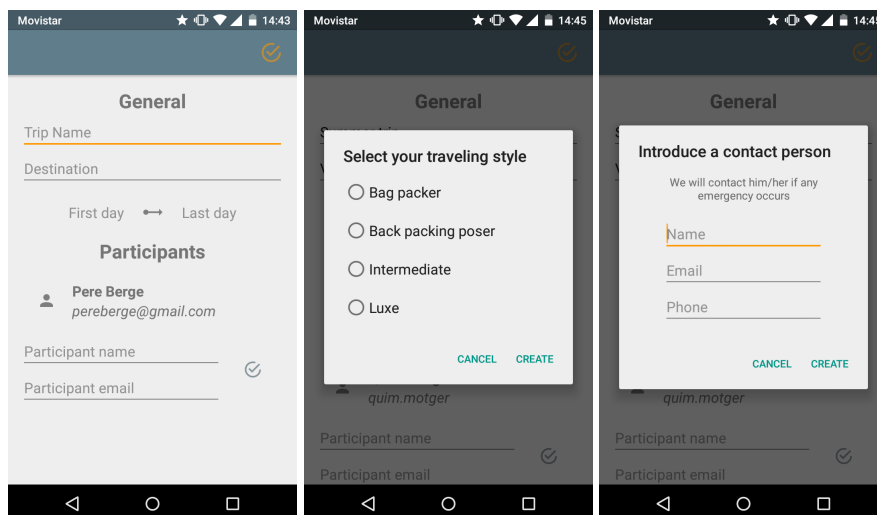 Movistar 14:43
General
Trip Name
Destination
First day Last day
Participants
Pere Berge
pereberge@gmail.com
Participant name
Participant email
Movistar 14:45
General
Select your traveling style
Bag packer
Back packing poser
Intermediate
Luxe
CANCEL CREATE
quim.motger
Participant name
Participant email
Movistar 14:45
General
Introduce a contact person
We will contact him/her if any
emergency occurs
Name
Email
Phone
CANCEL CREATE
quim.motger
Participant name
Participant email